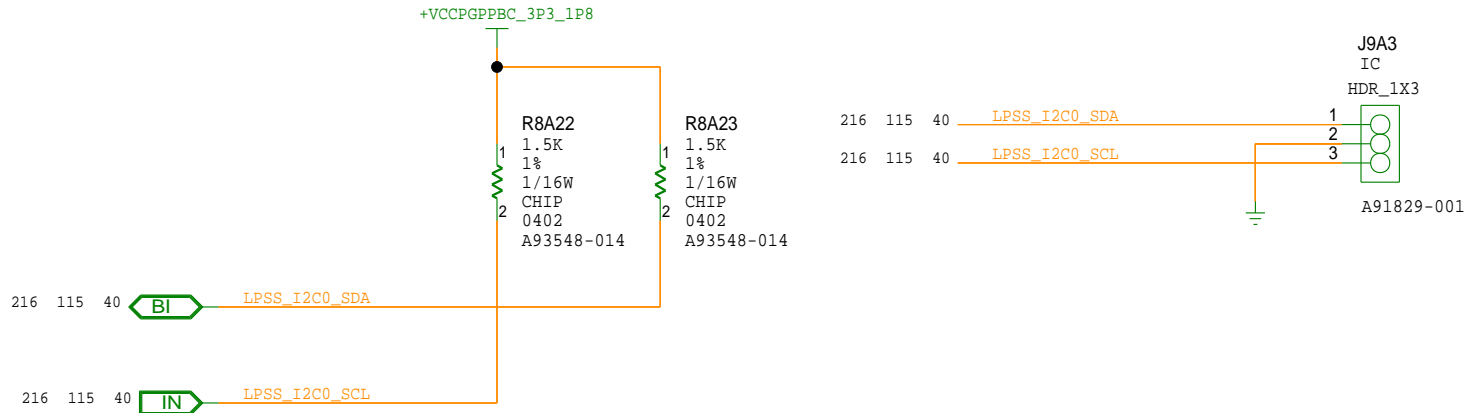 +VCCPGPPBC_3P3_1P8
R8A22
1.5K
1%
1/16W
CHIP
0402
A93548-014
1
2
R8A23
1.5K
1%
1/16W
CHIP
0402
A93548-014
1
2
216 115 40 BI LPSS_I2C0_SDA
216 115 40 IN LPSS_I2C0_SCL
J9A3
IC
HDR_1X3
216 115 40 LPSS_I2C0_SDA 1
2
216 115 40 LPSS_I2C0_SCL 3
A91829-001